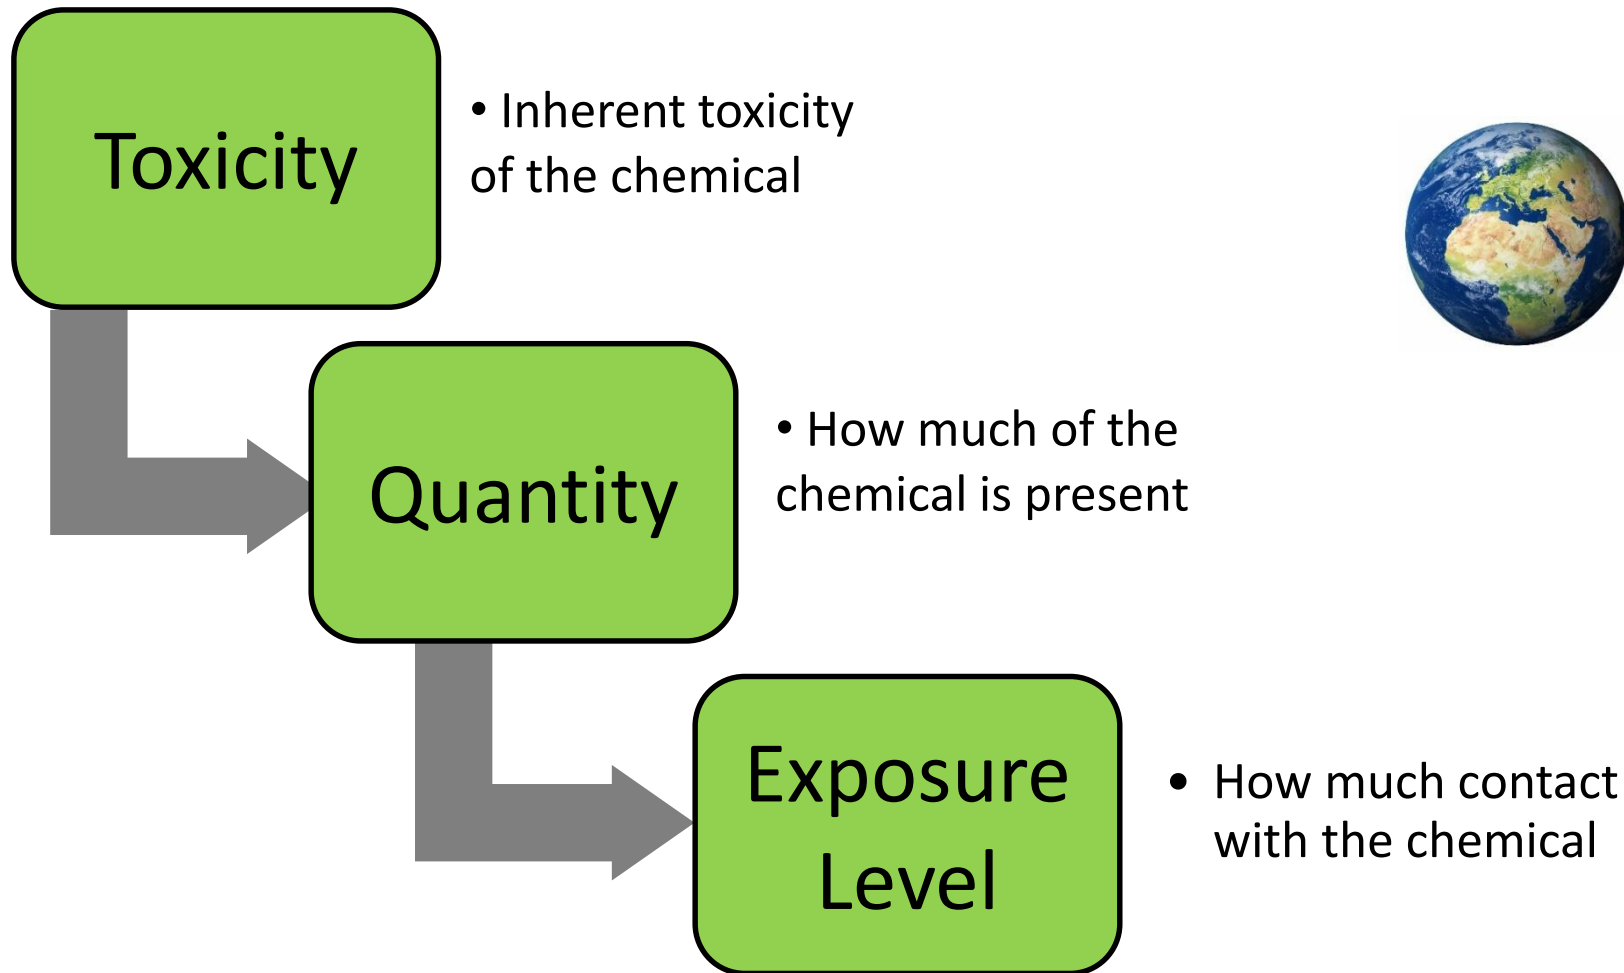 Toxicity
• Inherent toxicity
of the chemical
Quantity
• How much of the
chemical is present
Exposure
Level
• How much contact
with the chemical